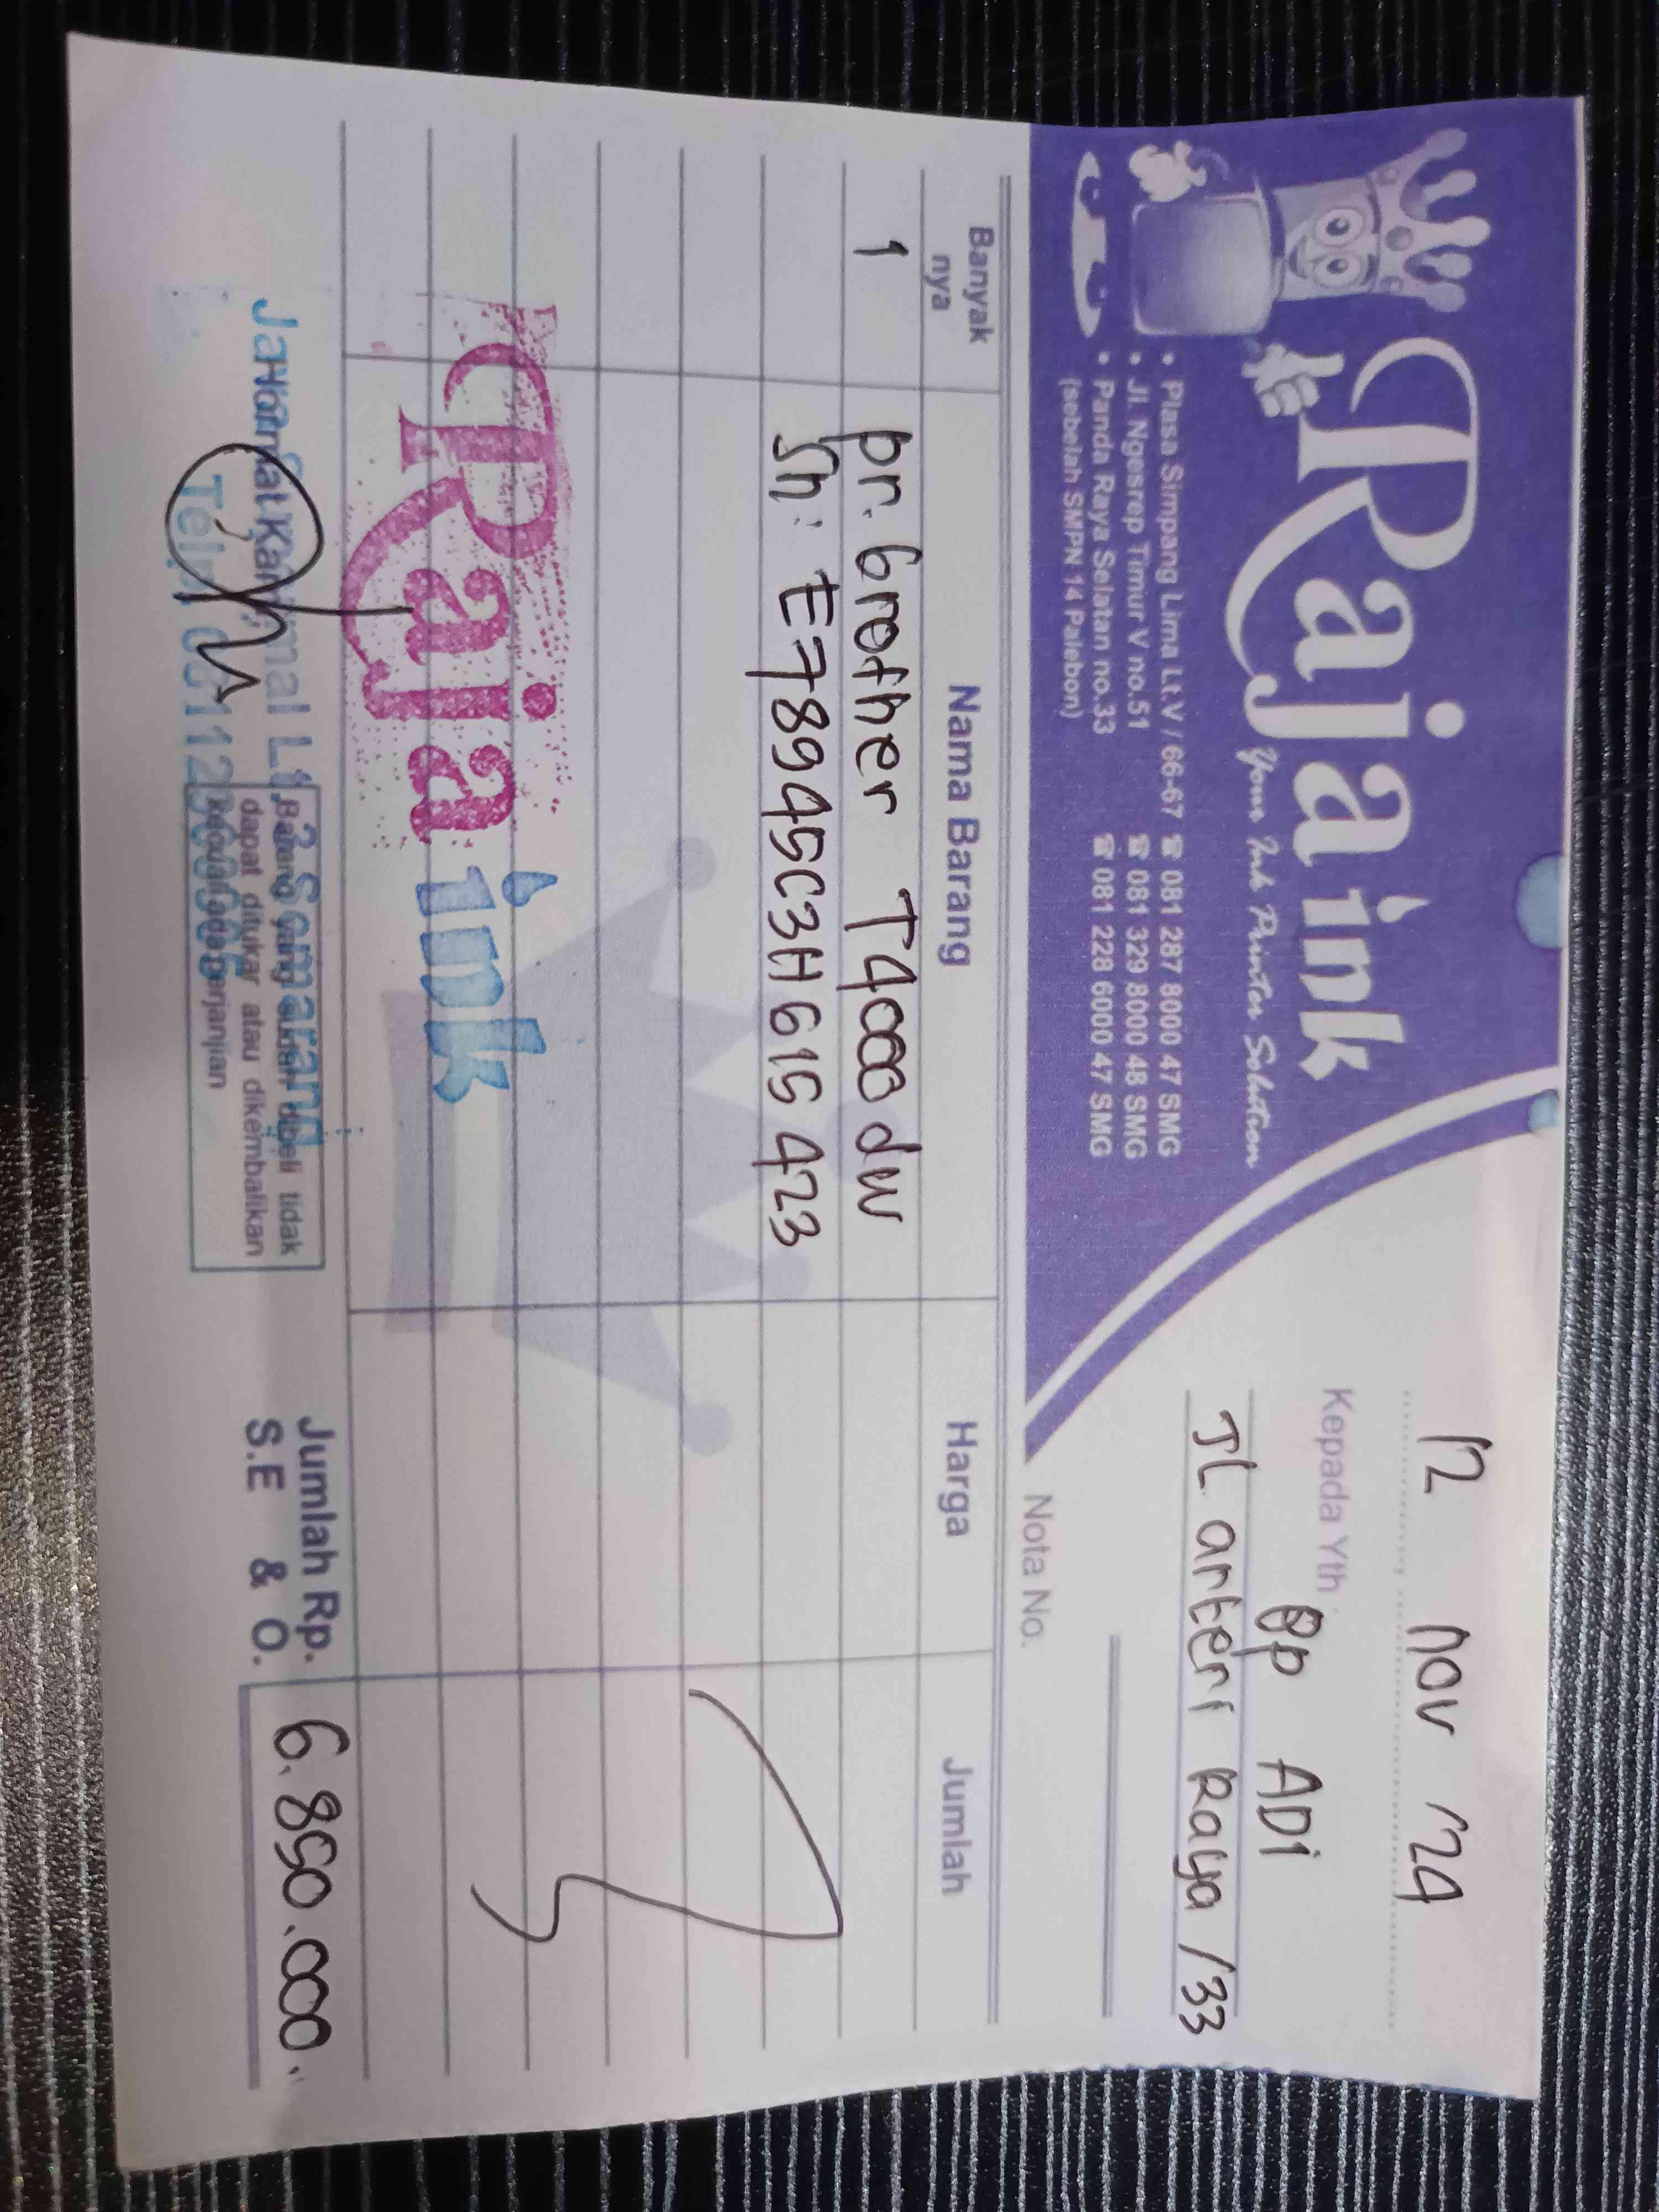 Raja ink
Your Ink Printer Solution
• Plasa Simpang Lima Lt.V / 66-67 ☎ 081 287 8000 47 SMG
• Jl. Ngesrep Timur V no.51 ☎ 081 329 8000 48 SMG
• Panda Raya Selatan no.33 ☎ 081 228 6000 47 SMG
(sebelah SMPN 14 Palebon)
12 nov '24
Kepada Yth
Bp ADi
JL. arteri Raya /33
Nota No.
Banyak nya Nama Barang Harga Jumlah
1 pr. brother T4000 dw
Sn: E78945C3H615423
Raja ink
Hormat Kami
Telp.
Barang yang sudah dibeli tidak
dapat ditukar atau dikembalikan
kecuali ada perjanjian
Semarang
Jumlah Rp. 6.850.000.
S.E & O.